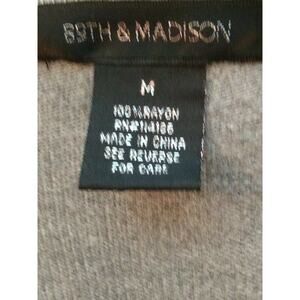 89TH & MADISON
M
100% RAYON
RN#114186
MADE IN CHINA
SEE REVERSE
FOR CARE